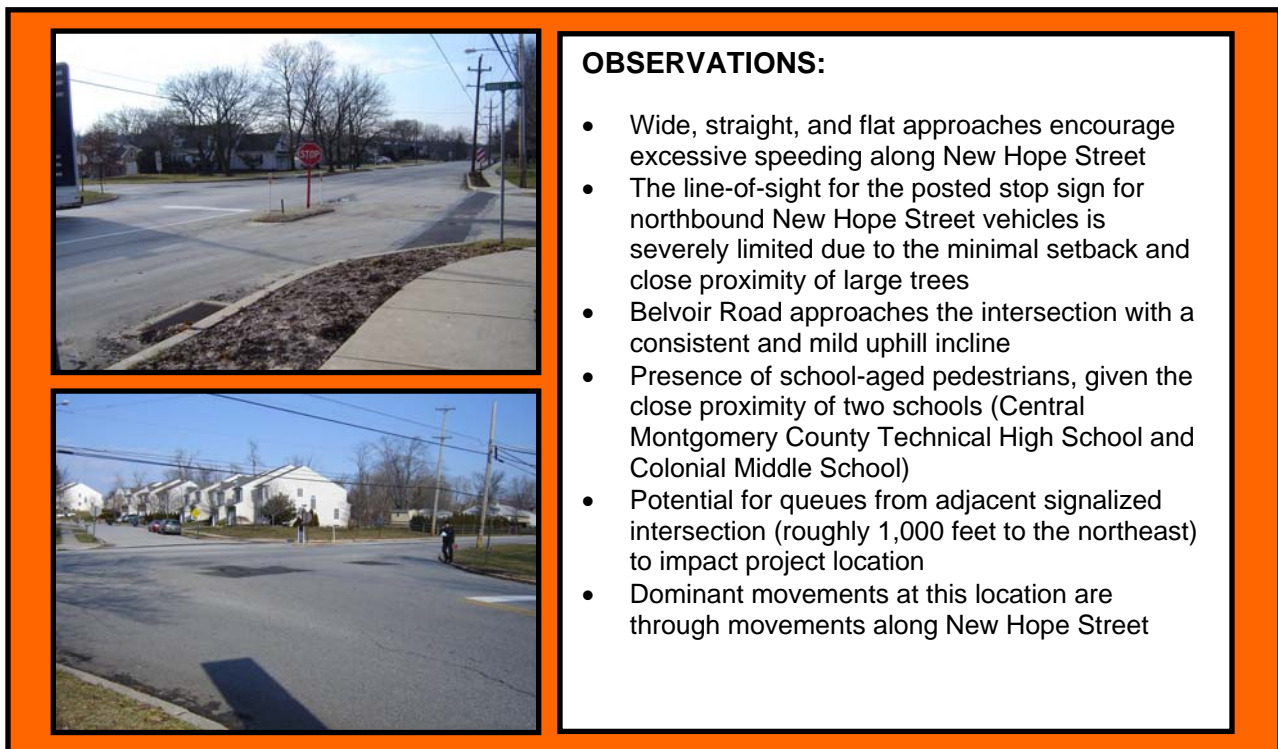 STOP
OBSERVATIONS:
• Wide, straight, and flat approaches encourage
excessive speeding along New Hope Street
• The line-of-sight for the posted stop sign for
northbound New Hope Street vehicles is
severely limited due to the minimal setback and
close proximity of large trees
• Belvoir Road approaches the intersection with a
consistent and mild uphill incline
• Presence of school-aged pedestrians, given the
close proximity of two schools (Central
Montgomery County Technical High School and
Colonial Middle School)
• Potential for queues from adjacent signalized
intersection (roughly 1,000 feet to the northeast)
to impact project location
• Dominant movements at this location are
through movements along New Hope Street